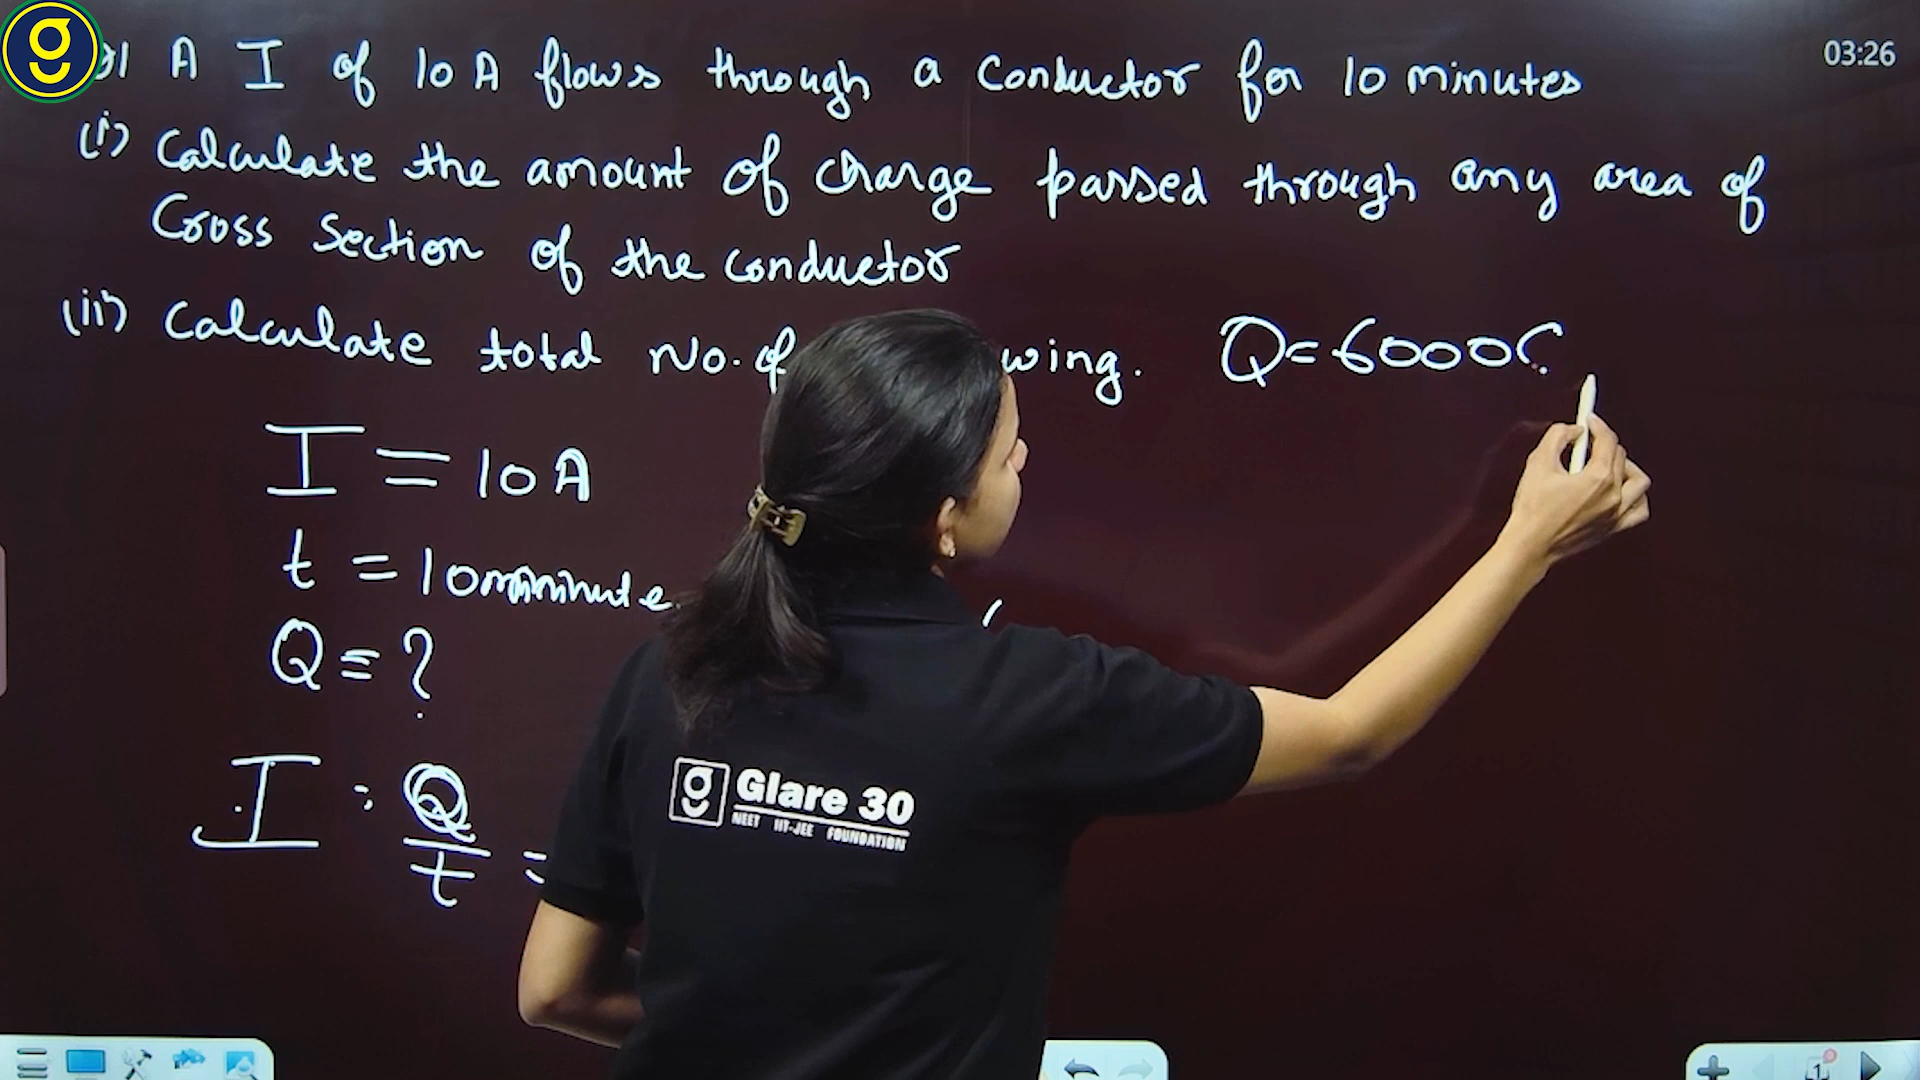 A I of 10 A flows through a conductor for 10 minutes
03:26
(i) Calculate the amount of charge passed through any area of
Cross Section of the conductor
(ii) Calculate total No. of wing.
Q = 6000C
I = 10 A
t = 10 minute
Q = ?
I = Q
t =
g Glare 30
NEET IIT-JEE FOUNDATION
1